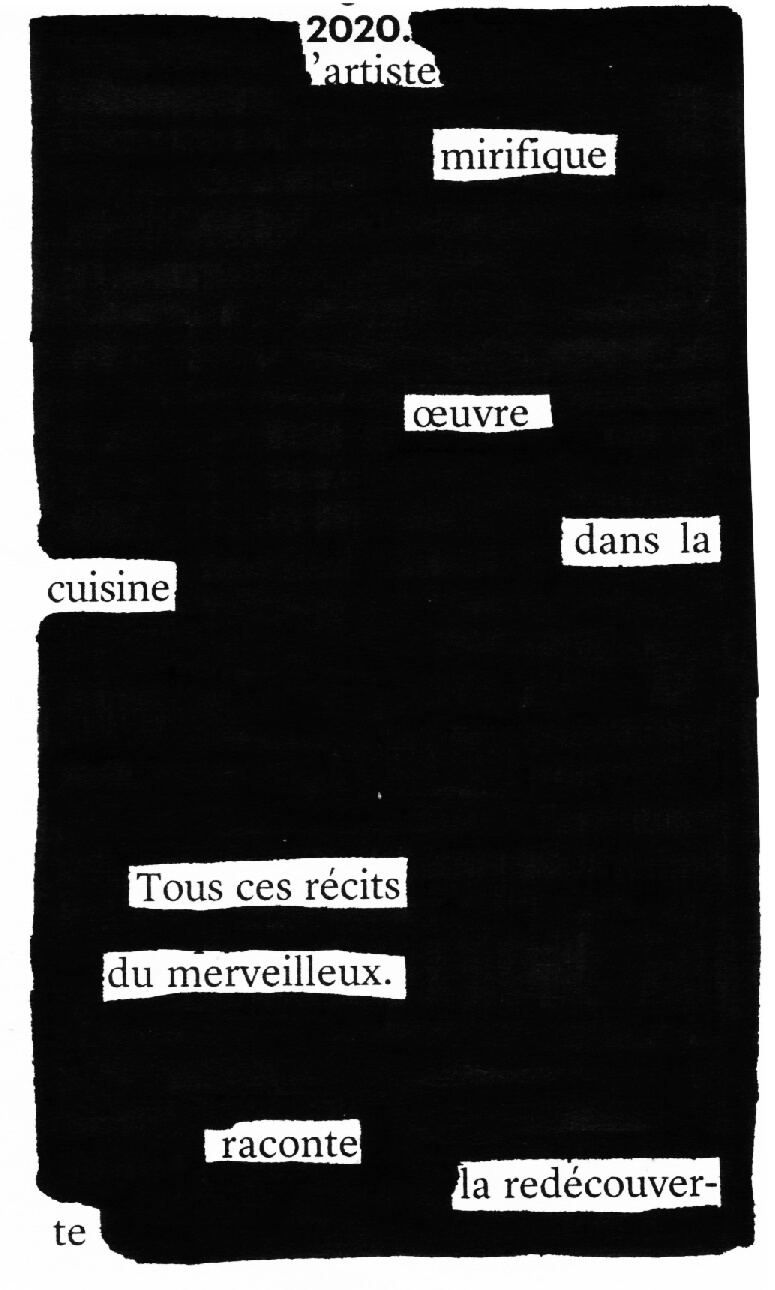 2020.
’artiste
mirifique
œuvre
dans la
cuisine
Tous ces récits
du merveilleux.
raconte
la redécouver-
te